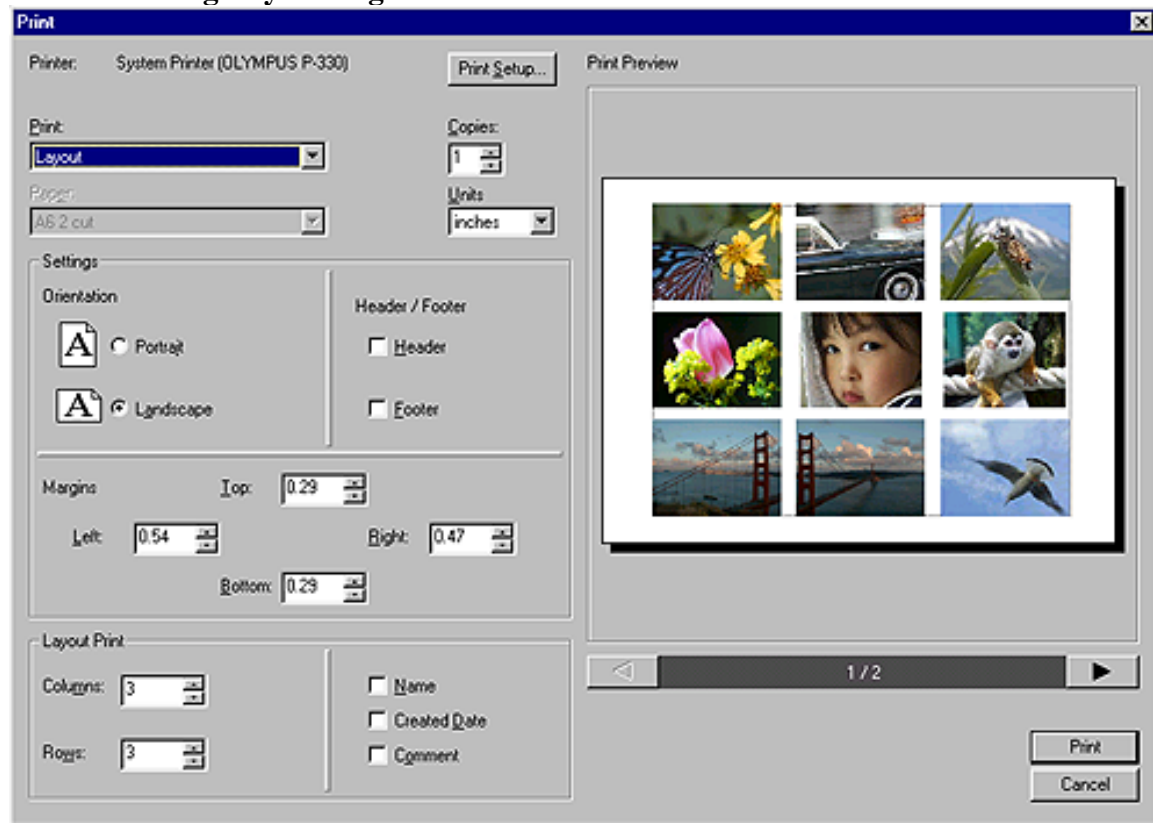 Print
Printer: System Printer (OLYMPUS P-330)
Print Setup...
Print Preview
Print:
Layout
Copies:
1
Paper:
A6 2 cut
Units
inches
Settings
Orientation
A
Portrait
A
Landscape
Header / Footer
Header
Footer
Margins
Top: 0.29
Left: 0.54
Right: 0.47
Bottom: 0.29
Layout Print
Columns: 3
Rows: 3
Name
Created Date
Comment
1 / 2
Print
Cancel